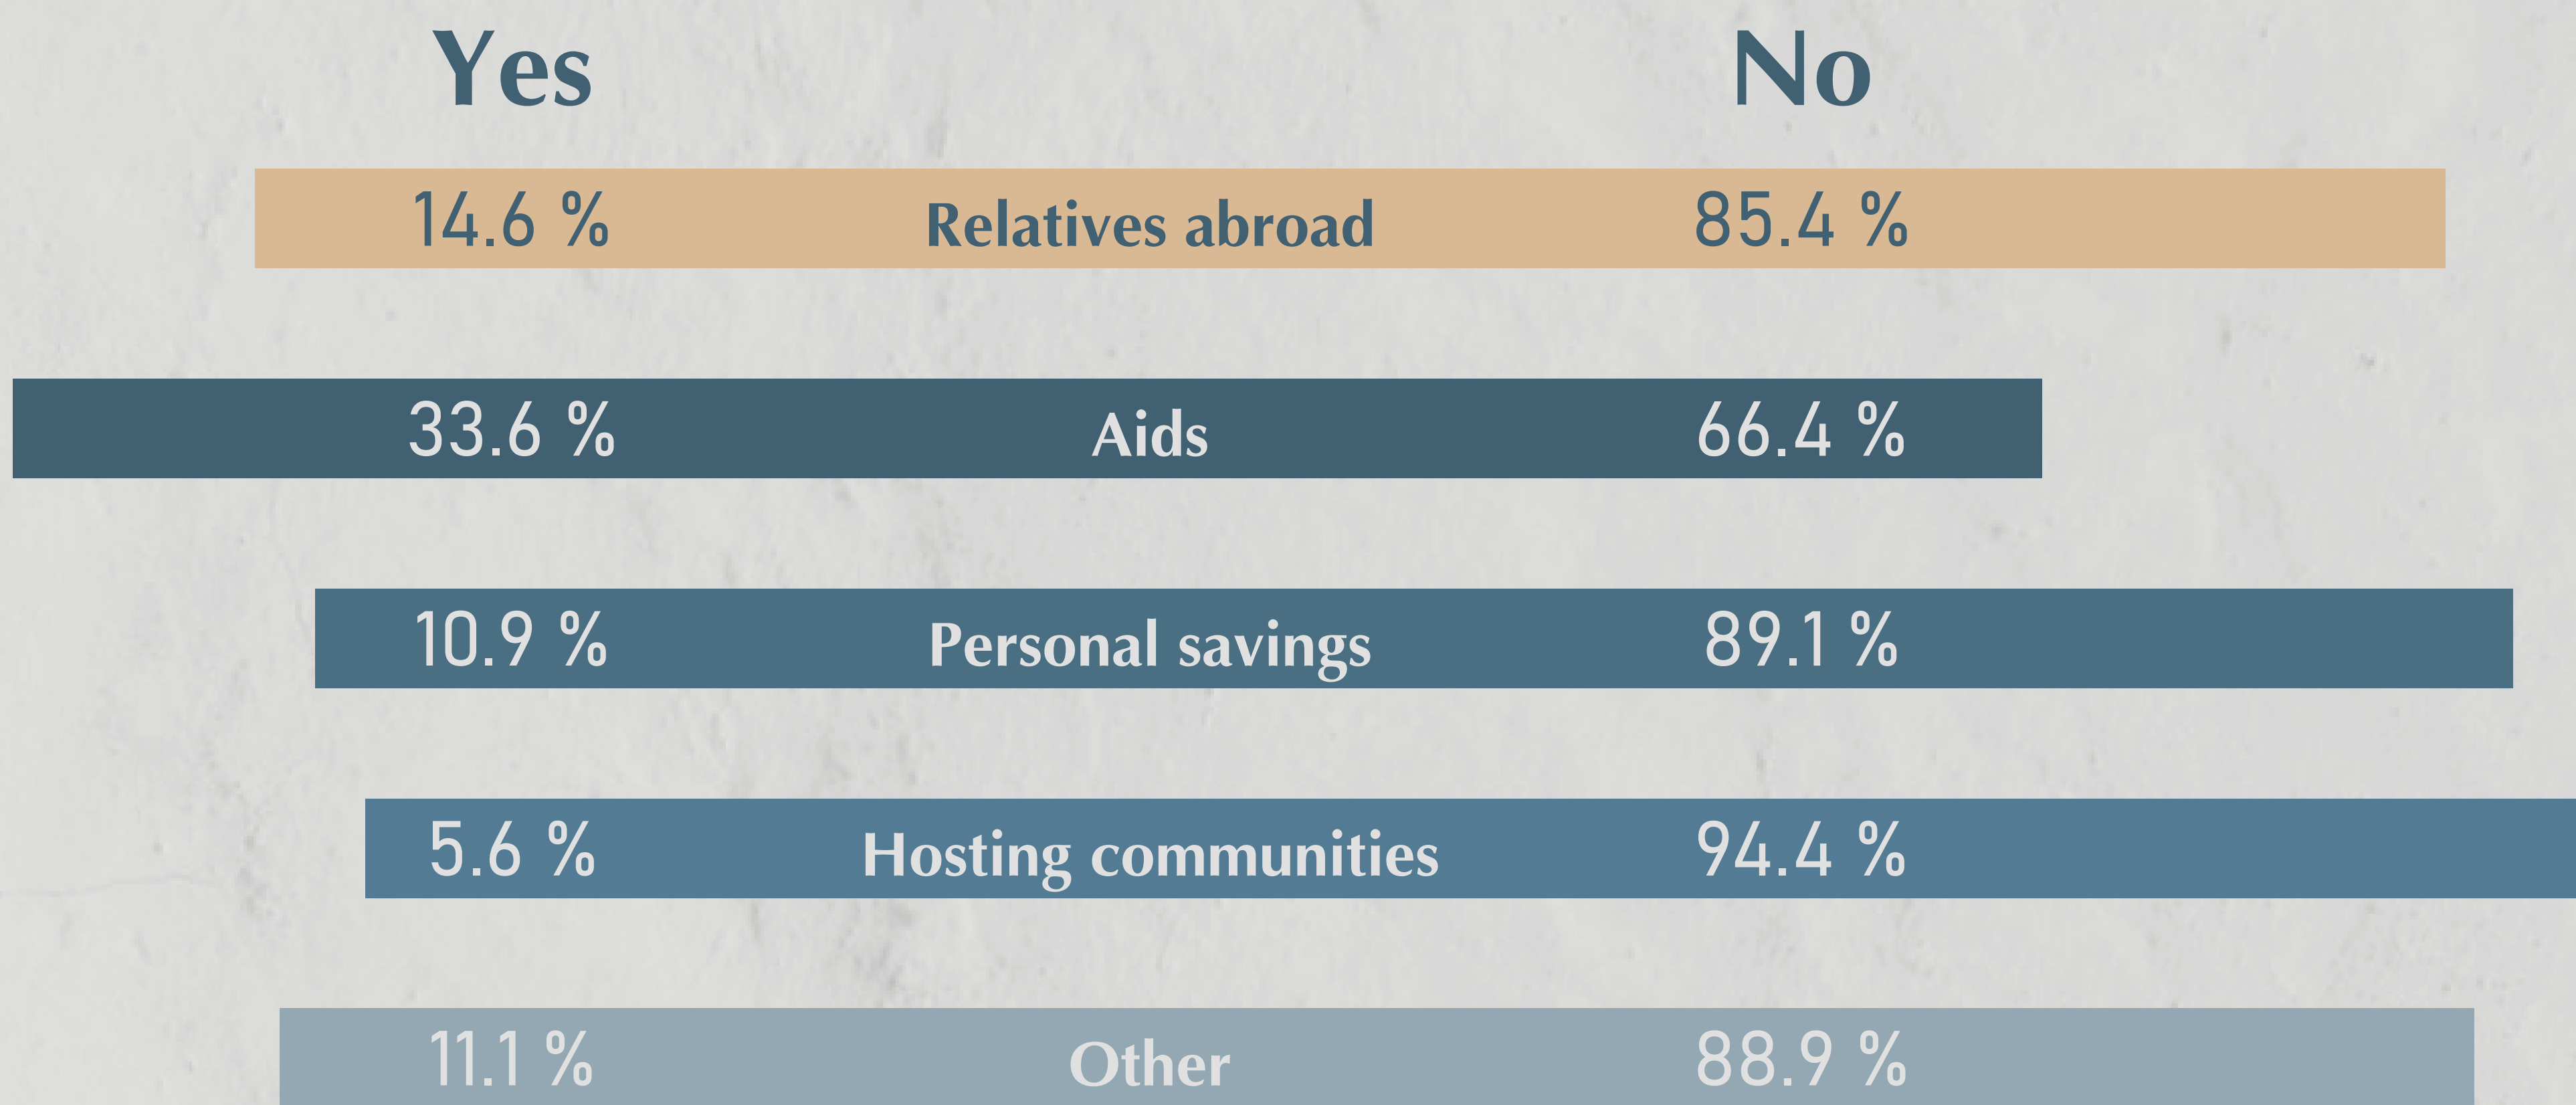 Yes No
14.6 % Relatives abroad 85.4 %
33.6 % Aids 66.4 %
10.9 % Personal savings 89.1 %
5.6 % Hosting communities 94.4 %
11.1 % Other 88.9 %